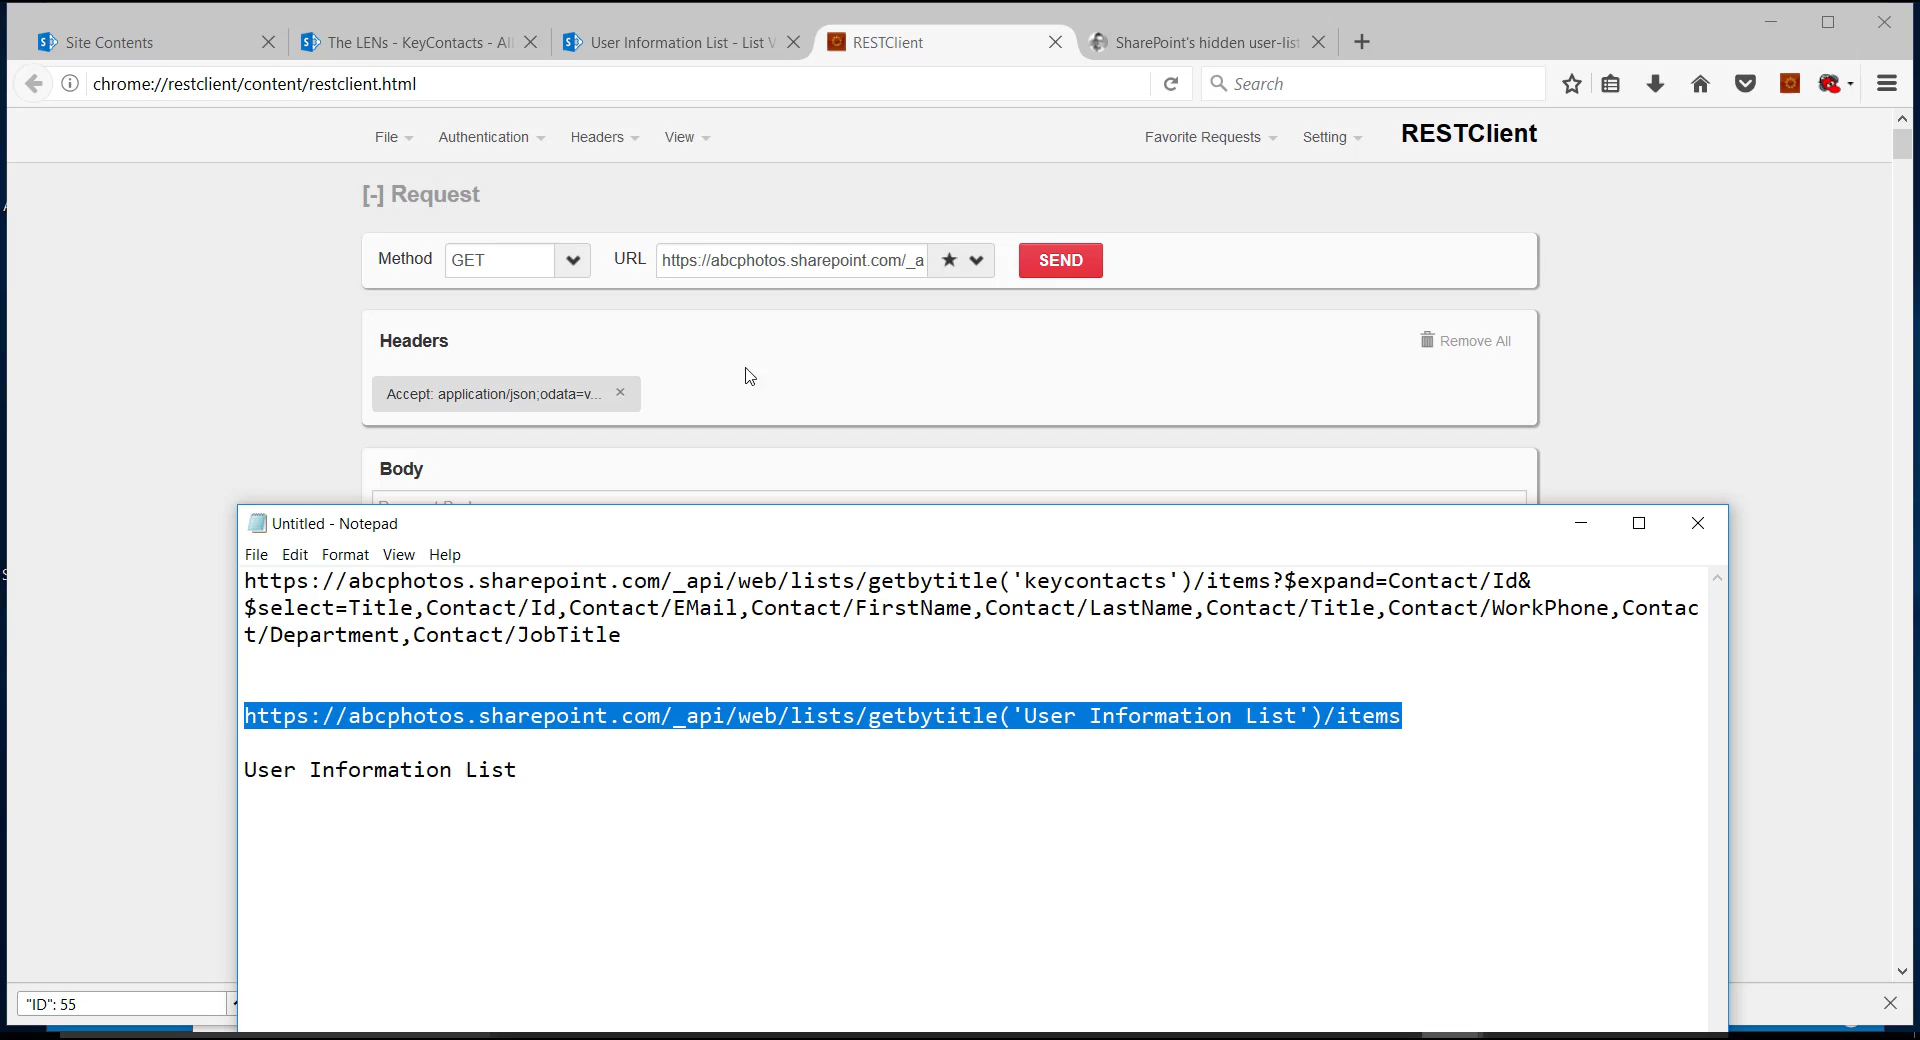 Site Contents
The LENs - KeyContacts - Al
User Information List - List V
RESTClient
SharePoint's hidden user-list
chrome://restclient/content/restclient.html
Search
File
Authentication
Headers
View
Favorite Requests
Setting
RESTClient
[-] Request
Method
GET
URL
https://abcphotos.sharepoint.com/_a
SEND
Headers
Remove All
Accept: application/json;odata=v...
Body
Untitled - Notepad
File Edit Format View Help
https://abcphotos.sharepoint.com/_api/web/lists/getbytitle('keycontacts')/items?$expand=Contact/Id&
$select=Title,Contact/Id,Contact/EMail,Contact/FirstName,Contact/LastName,Contact/Title,Contact/WorkPhone,Contac
t/Department,Contact/JobTitle
https://abcphotos.sharepoint.com/_api/web/lists/getbytitle('User Information List')/items
User Information List
"ID": 55